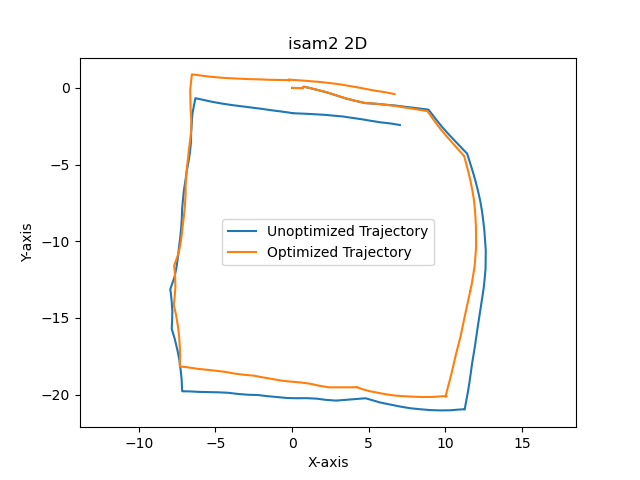 isam2 2D
0
−5
−10
−15
−20
Y-axis
Unoptimized Trajectory
Optimized Trajectory
−10
−5
0
5
10
15
X-axis